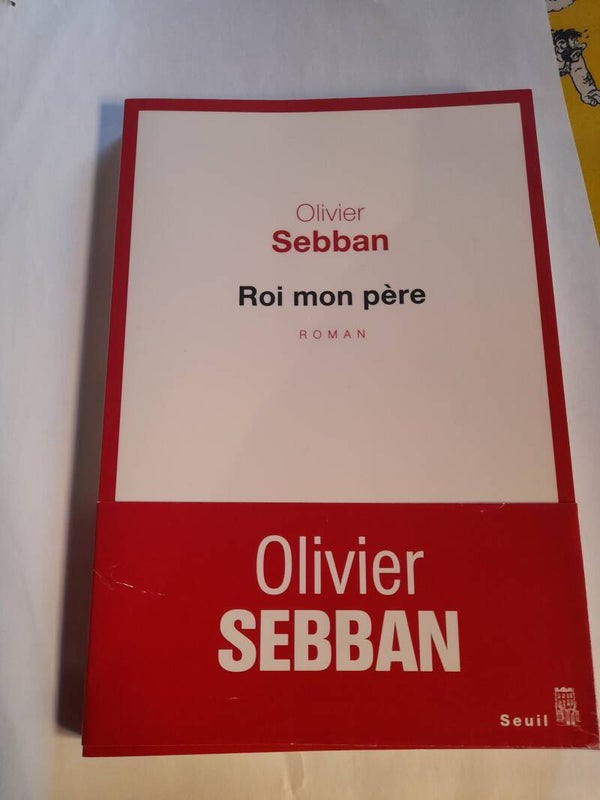 Olivier
Sebban
Roi mon père
ROMAN
Olivier
SEBBAN
Seuil